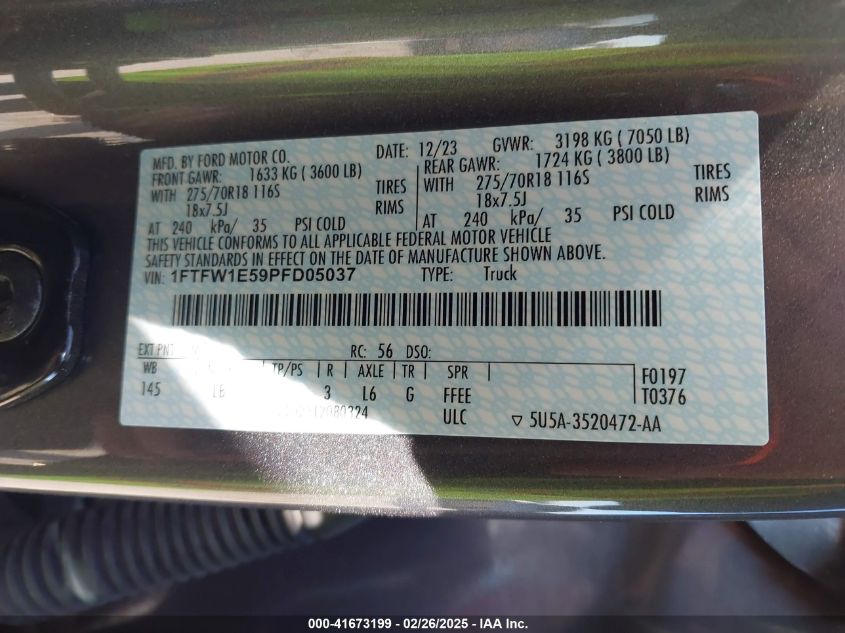 MFD. BY FORD MOTOR CO.
DATE: 12/23 GVWR: 3198 KG ( 7050 LB)
FRONT GAWR: 1633 KG ( 3600 LB)
REAR GAWR: 1724 KG ( 3800 LB)
WITH 275/70R18 116S TIRES
WITH 275/70R18 116S TIRES
18x7.5J RIMS
18x7.5J RIMS
AT 240 kPa/ 35 PSI COLD
AT 240 kPa/ 35 PSI COLD
THIS VEHICLE CONFORMS TO ALL APPLICABLE FEDERAL MOTOR VEHICLE
SAFETY STANDARDS IN EFFECT ON THE DATE OF MANUFACTURE SHOWN ABOVE.
VIN: 1FTFW1E59PFD05037 TYPE: Truck
EXT PNT: RC: 56 DSO:
WB TP/PS R AXLE TR SPR
145 LB 3 L6 G FFEE
F0197
T0376
ULC ▽ 5U5A-3520472-AA
000-41673199 - 02/26/2025 - IAA Inc.